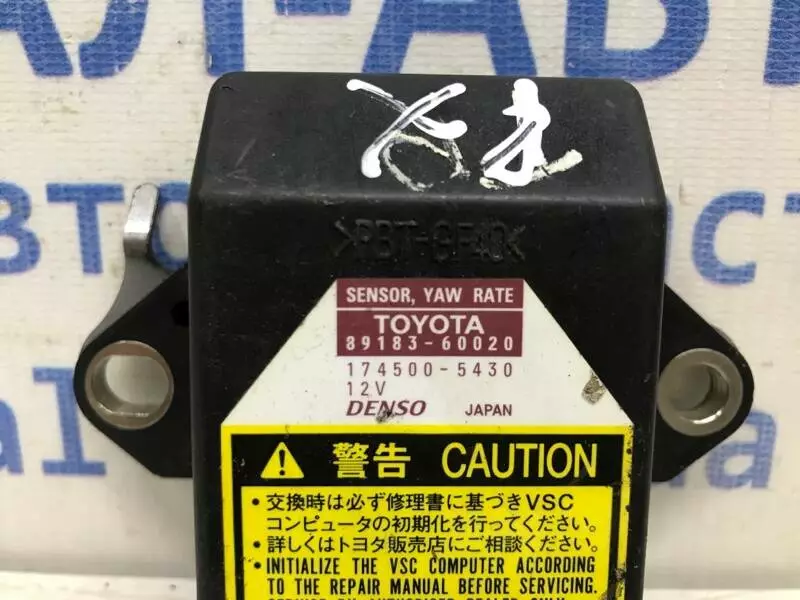 АЛ-АВТ
>PBT-GF40<
SENSOR, YAW RATE
TOYOTA
89183-60020
174500-5430
12V
DENSO JAPAN
警告 CAUTION
・交換時は必ず修理書に基づきVSC
コンピュータの初期化を行ってください。
・詳しくはトヨタ販売店にご相談ください。
•INITIALIZE THE VSC COMPUTER ACCORDING
TO THE REPAIR MANUAL BEFORE SERVICING.